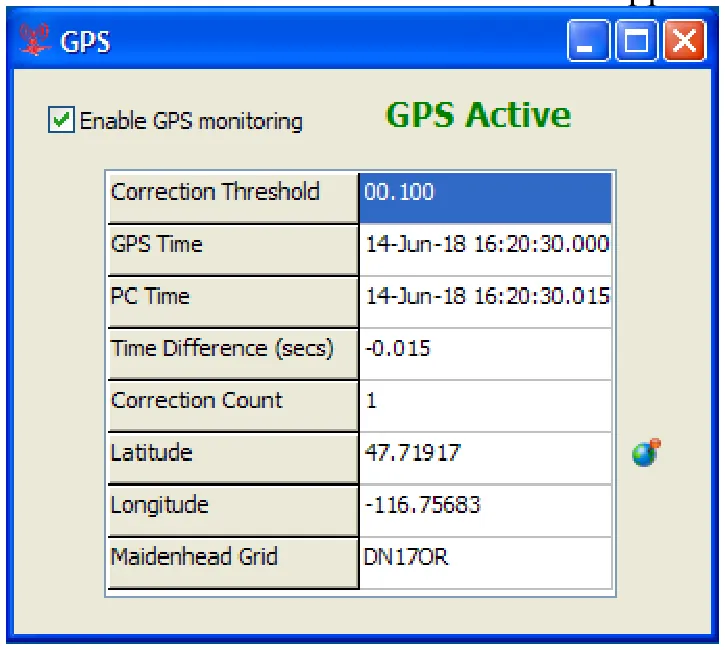 GPS
Enable GPS monitoring GPS Active
Correction Threshold 00.100
GPS Time 14-Jun-18 16:20:30.000
PC Time 14-Jun-18 16:20:30.015
Time Difference (secs) -0.015
Correction Count 1
Latitude 47.71917
Longitude -116.75683
Maidenhead Grid DN17OR